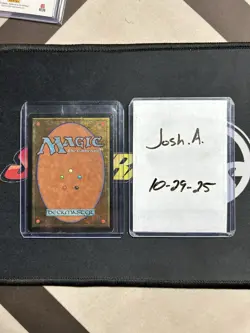 MAGIC
The Gathering
DECKMASTER
Josh.A.
10-29-25